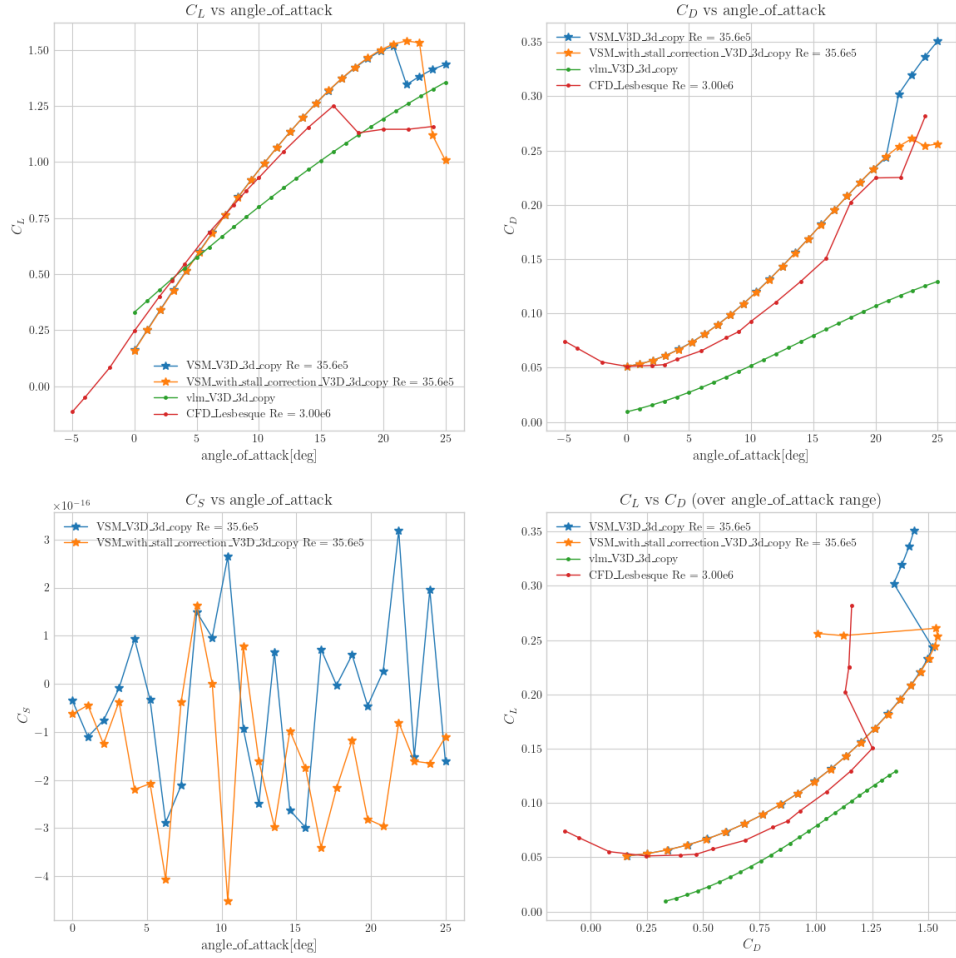 C_L vs angle_of_attack
1.50
1.25
1.00
0.75
0.50
0.25
0.00
C_L
−5 0 5 10 15 20 25
angle_of_attack[deg]
VSM_V3D_3d_copy Re = 35.6e5
VSM_with_stall_correction_V3D_3d_copy Re = 35.6e5
vlm_V3D_3d_copy
CFD_Lesbesque Re = 3.00e6
C_D vs angle_of_attack
VSM_V3D_3d_copy Re = 35.6e5
VSM_with_stall_correction_V3D_3d_copy Re = 35.6e5
vlm_V3D_3d_copy
CFD_Lesbesque Re = 3.00e6
0.35
0.30
0.25
0.20
0.15
0.10
0.05
0.00
C_D
−5 0 5 10 15 20 25
angle_of_attack[deg]
C_S vs angle_of_attack
×10⁻¹⁶
VSM_V3D_3d_copy Re = 35.6e5
VSM_with_stall_correction_V3D_3d_copy Re = 35.6e5
3
2
1
0
−1
−2
−3
−4
C_S
0 5 10 15 20 25
angle_of_attack[deg]
C_L vs C_D (over angle_of_attack range)
VSM_V3D_3d_copy Re = 35.6e5
VSM_with_stall_correction_V3D_3d_copy Re = 35.6e5
vlm_V3D_3d_copy
CFD_Lesbesque Re = 3.00e6
0.35
0.30
0.25
0.20
0.15
0.10
0.05
0.00
C_L
0.00 0.25 0.50 0.75 1.00 1.25 1.50
C_D